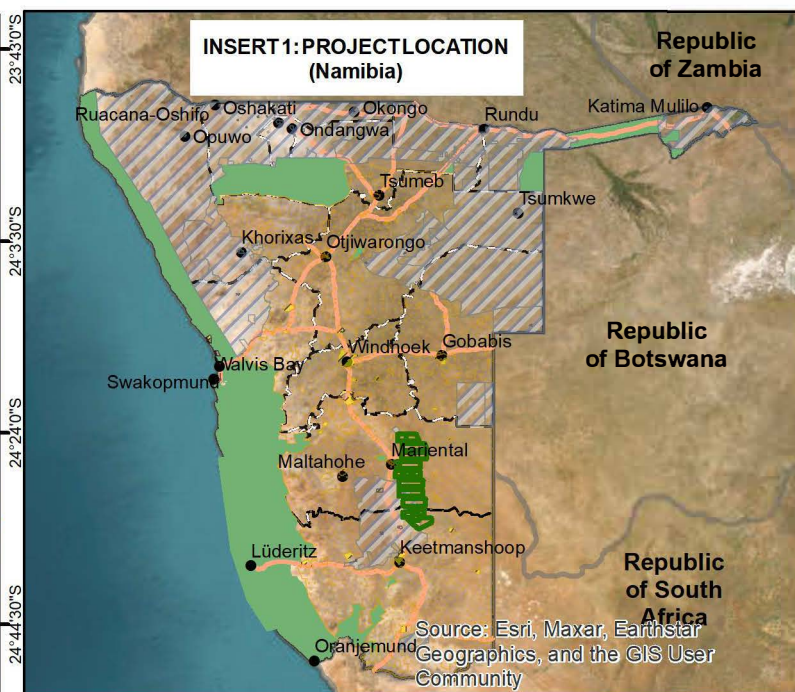 INSERT 1: PROJECT LOCATION
(Namibia)
23°43'0"S
24°3'30"S
24°24'0"S
24°44'30"S
Republic
of Zambia
Ruacana-Oshifo
Oshakati
Okongo
Rundu
Katima Mulilo
Opuwo
Ondangwa
Tsumeb
Tsumkwe
Khorixas
Otjiwarongo
Republic
of Botswana
Windhoek
Gobabis
Walvis Bay
Swakopmund
Mariental
Maltahohe
Lüderitz
Keetmanshoop
Republic
of South
Africa
Oranjemund
Source: Esri, Maxar, Earthstar
Geographics, and the GIS User
Community